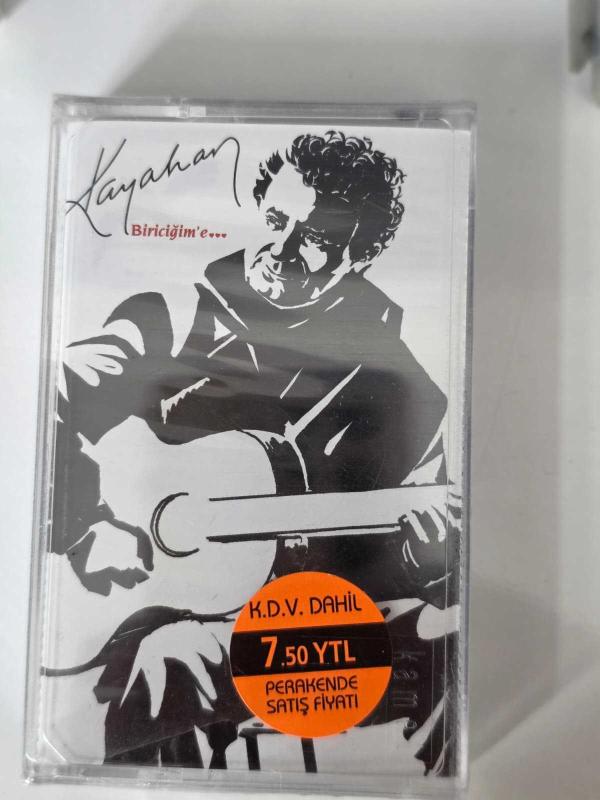 Kayahan
Biriciğim'e...
K.D.V. DAHİL
7.50 YTL
PERAKENDE
SATIŞ FİYATI